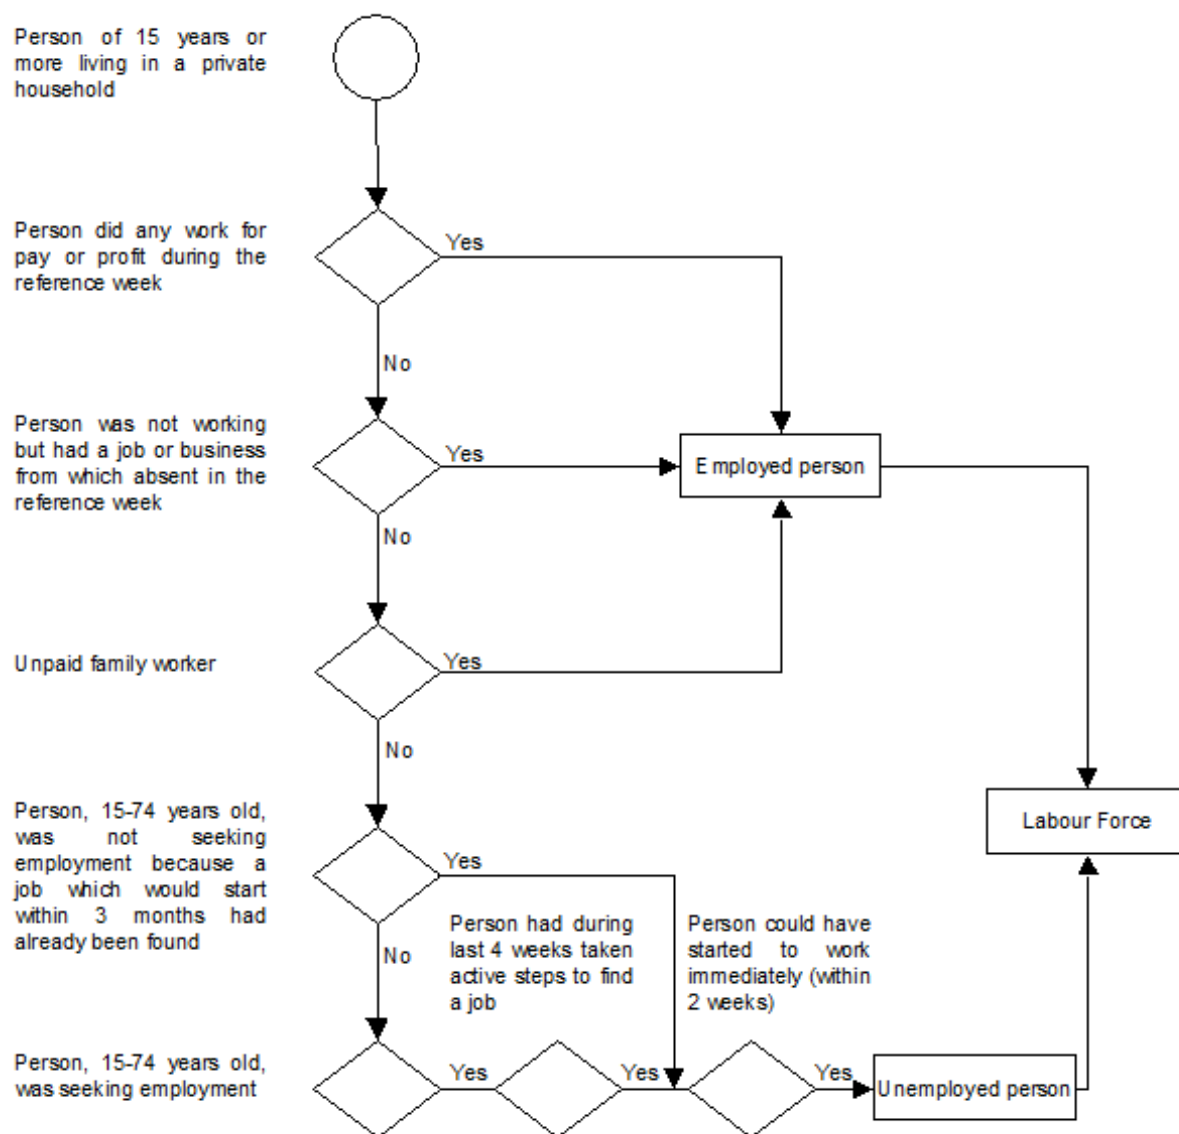 Person of 15 years or
more living in a private
household
Person did any work for
pay or profit during the
reference week
Yes
No
Person was not working
but had a job or business
from which absent in the
reference week
Yes
Employed person
No
Unpaid family worker
Yes
No
Person, 15-74 years old,
was not seeking
employment because a
job which would start
within 3 months had
already been found
Yes
Labour Force
No
Person had during
last 4 weeks taken
active steps to find
a job
Person could have
started to work
immediately (within
2 weeks)
Person, 15-74 years old,
was seeking employment
Yes
Yes
Yes
Unemployed person